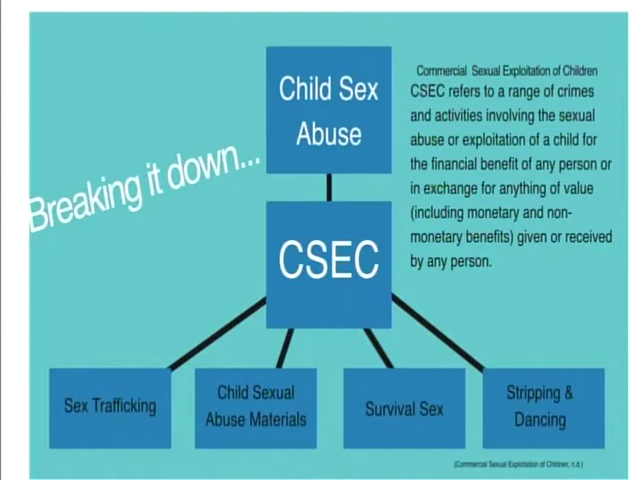 Child Sex
Abuse
Breaking it down...
Commercial Sexual Exploitation of Children
CSEC refers to a range of crimes
and activities involving the sexual
abuse or exploitation of a child for
the financial benefit of any person or
in exchange for anything of value
(including monetary and non-
monetary benefits) given or received
by any person.
CSEC
Sex Trafficking
Child Sexual
Abuse Materials
Survival Sex
Stripping &
Dancing
(Commercial Sexual Exploitation of Children, n.d.)